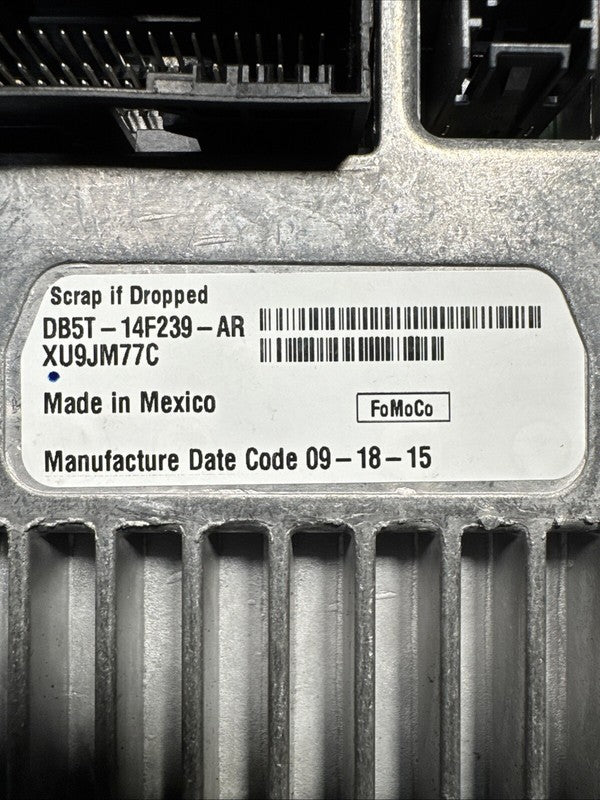 Scrap if Dropped
DB5T-14F239-AR
XU9JM77C
Made in Mexico
FoMoCo
Manufacture Date Code 09-18-15